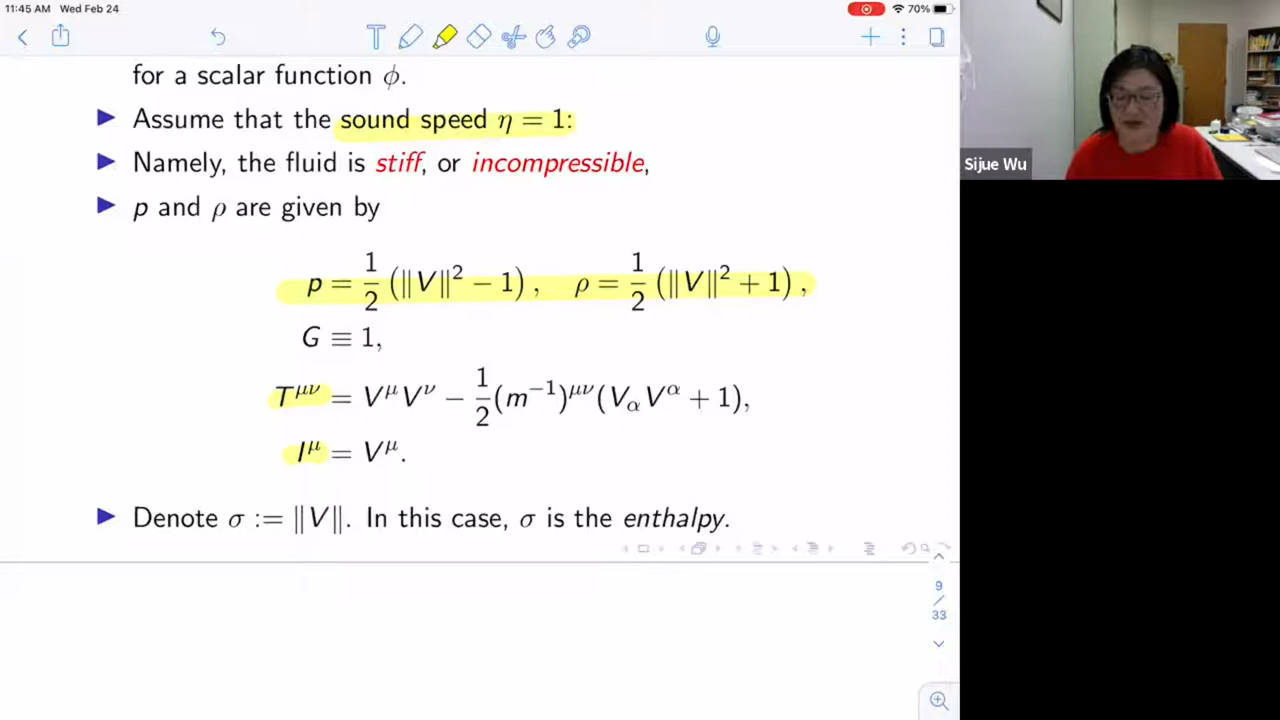 11:45 AM Wed Feb 24
70%
for a scalar function ϕ.
Assume that the sound speed η = 1:
Namely, the fluid is stiff, or incompressible,
p and ρ are given by
p = 1/2 (‖V‖² − 1), ρ = 1/2 (‖V‖² + 1),
G ≡ 1,
T^{μν} = V^μ V^ν − 1/2 (m^{−1})^{μν} (V_α V^α + 1),
I^μ = V^μ.
Denote σ := ‖V‖. In this case, σ is the enthalpy.
9
/
33
Sijue Wu